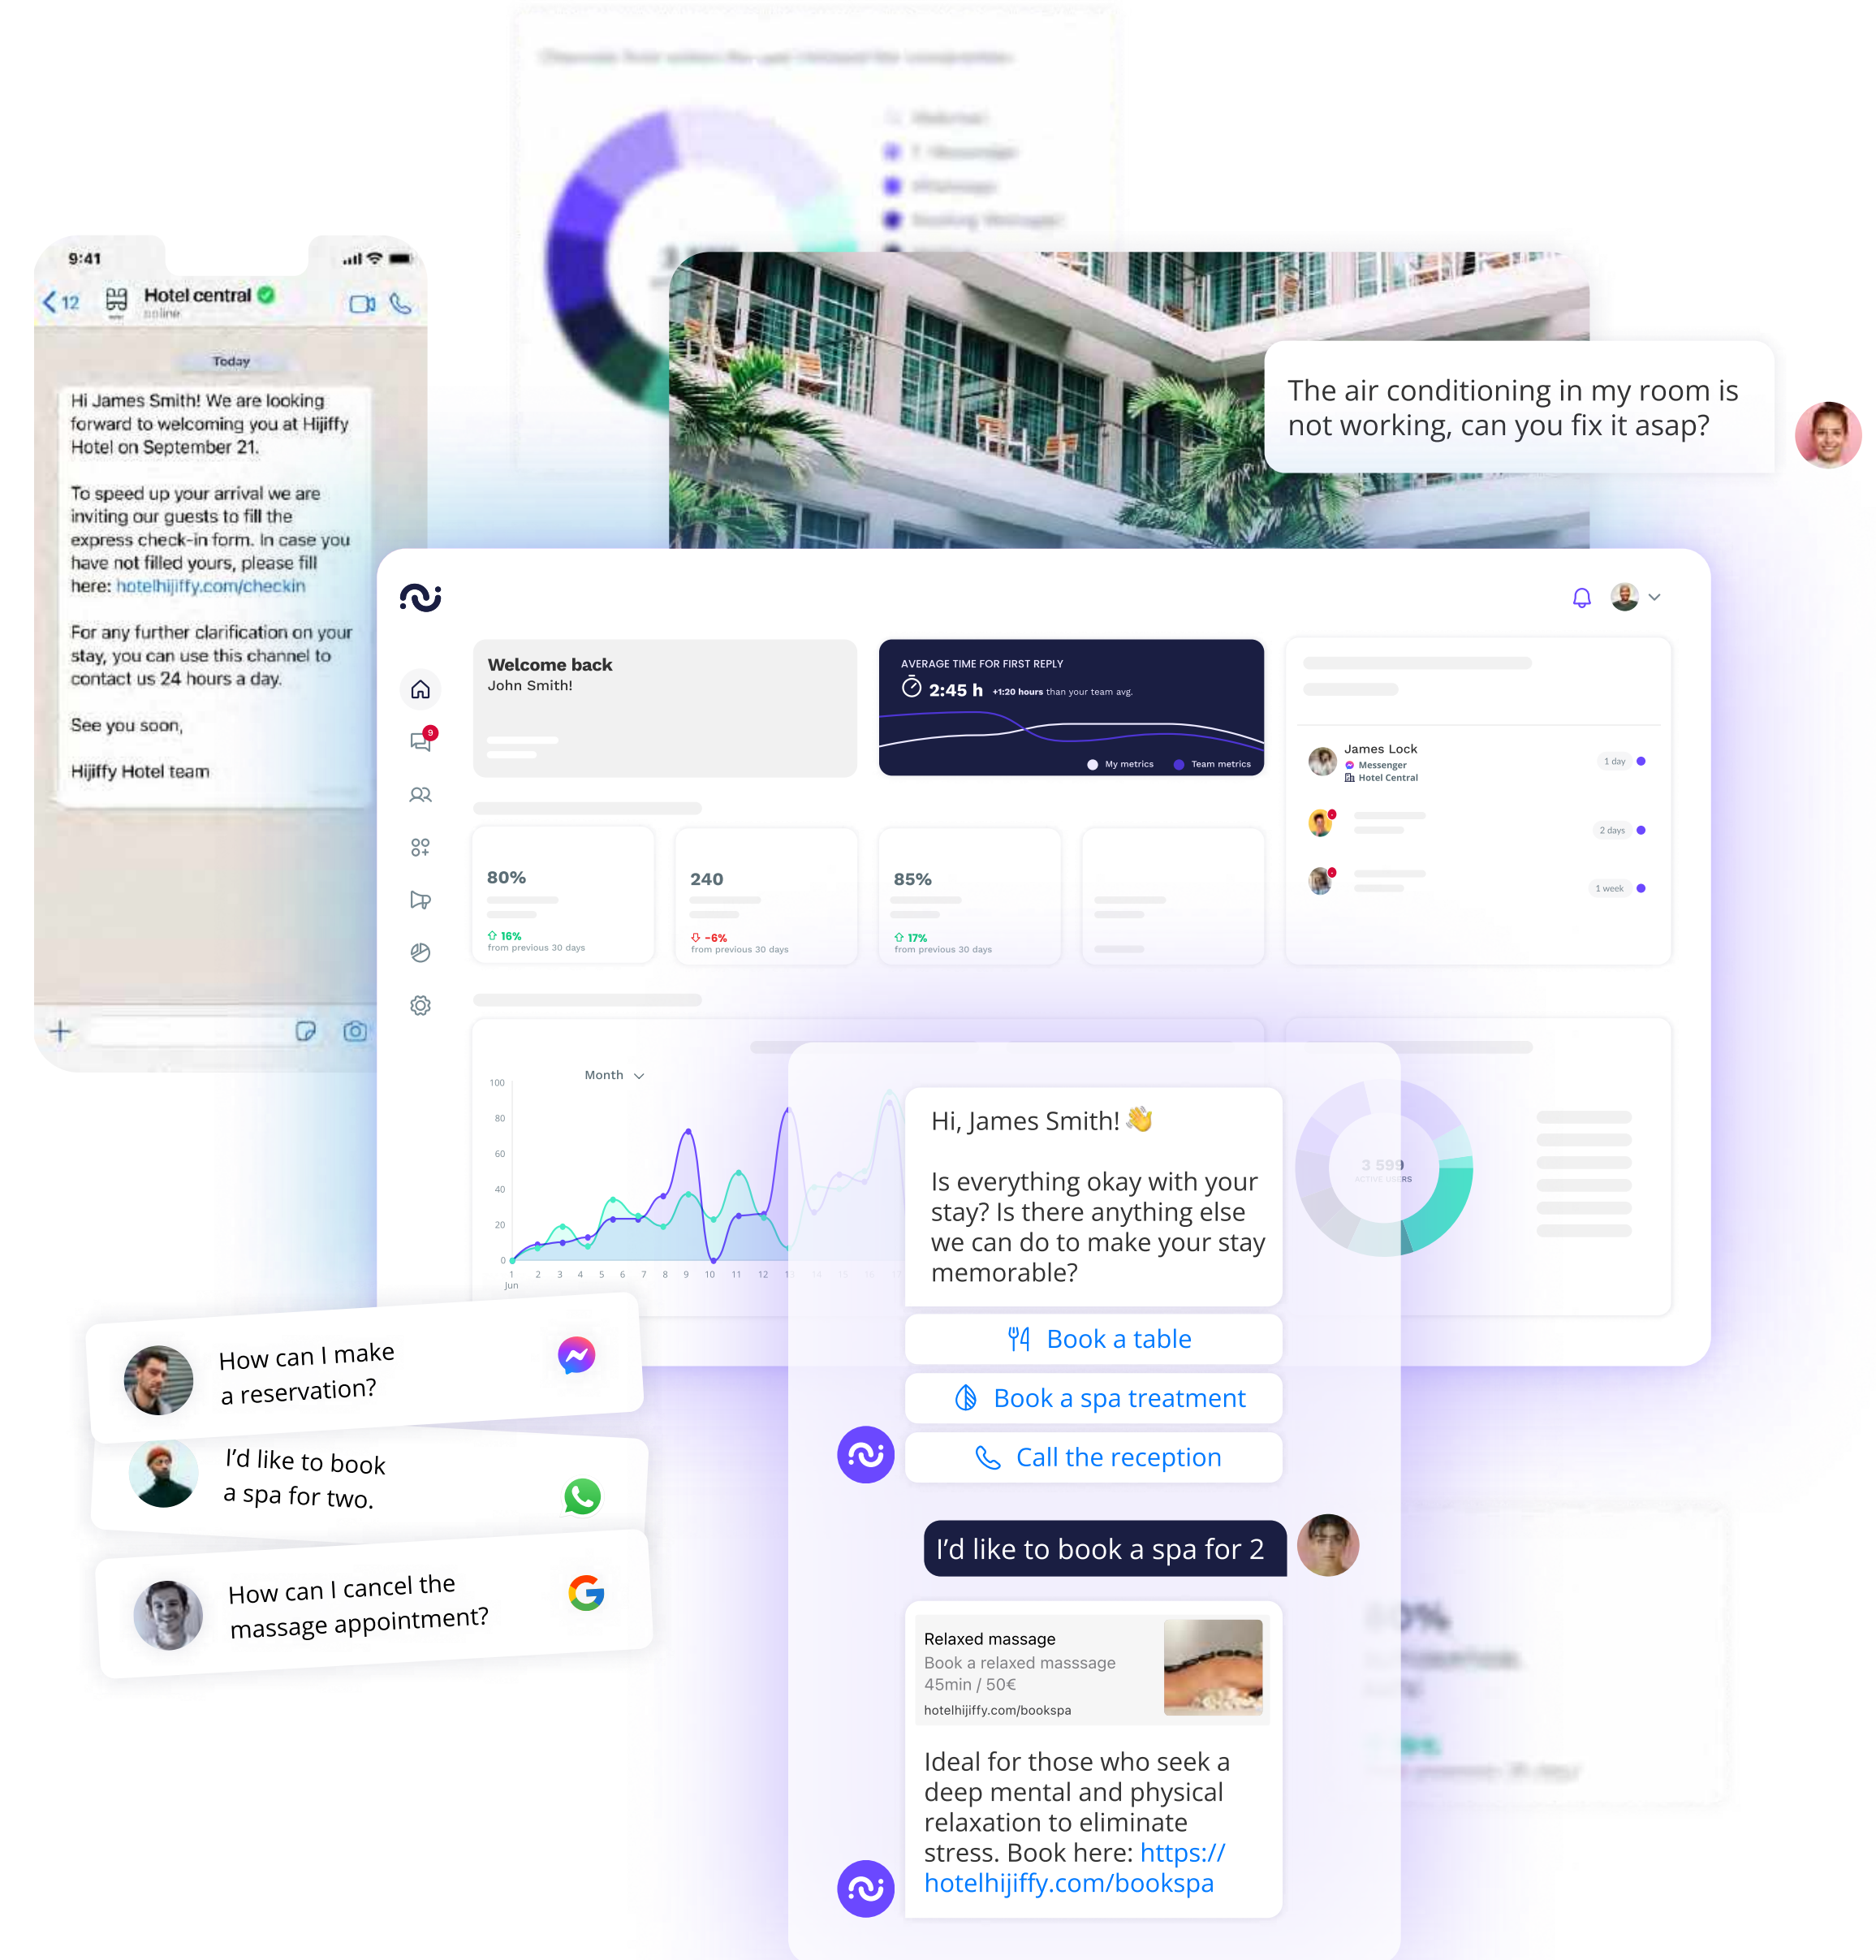 9:41
12
Hotel central
online
Today
Hi James Smith! We are looking
forward to welcoming you at Hijiffy
Hotel on September 21.
To speed up your arrival we are
inviting our guests to fill the
express check-in form. In case you
have not filled yours, please fill
here: hotelhijiffy.com/checkin
For any further clarification on your
stay, you can use this channel to
contact us 24 hours a day.
See you soon,
Hijiffy Hotel team
The air conditioning in my room is
not working, can you fix it asap?
Welcome back
John Smith!
AVERAGE TIME FOR FIRST REPLY
2:45 h +1:20 hours than your team avg.
My metrics Team metrics
James Lock
Messenger
Hotel Central
1 day
2 days
1 week
9
80%
16%
from previous 30 days
240
-6%
from previous 30 days
85%
17%
from previous 30 days
Month
100
80
60
40
20
0
1 2 3 4 5 6 7 8 9 10 11 12 13 14 15 16 17
Jun
3 599
ACTIVE USERS
Hi, James Smith! 👋
Is everything okay with your
stay? Is there anything else
we can do to make your stay
memorable?
Book a table
Book a spa treatment
Call the reception
I'd like to book a spa for 2
Relaxed massage
Book a relaxed masssage
45min / 50€
hotelhijiffy.com/bookspa
Ideal for those who seek a
deep mental and physical
relaxation to eliminate
stress. Book here: https://
hotelhijiffy.com/bookspa
How can I make
a reservation?
I'd like to book
a spa for two.
How can I cancel the
massage appointment?